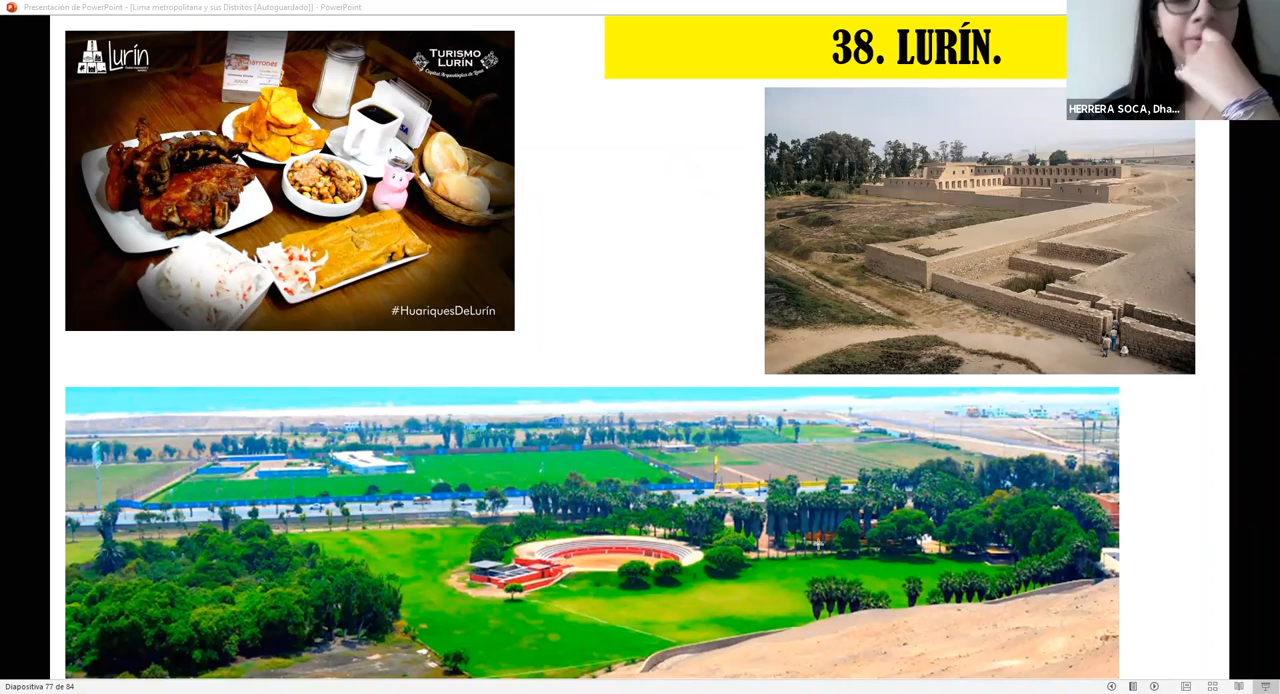 Presentación de PowerPoint - [Lima metropolitana y sus Distritos [Autoguardado]] - PowerPoint
38. LURÍN.
HERRERA SOCA, Dha...
Lurín
TURISMO
LURÍN
Capital Arqueológica de Lima
#HuariquesDeLurín
Diapositiva 77 de 84